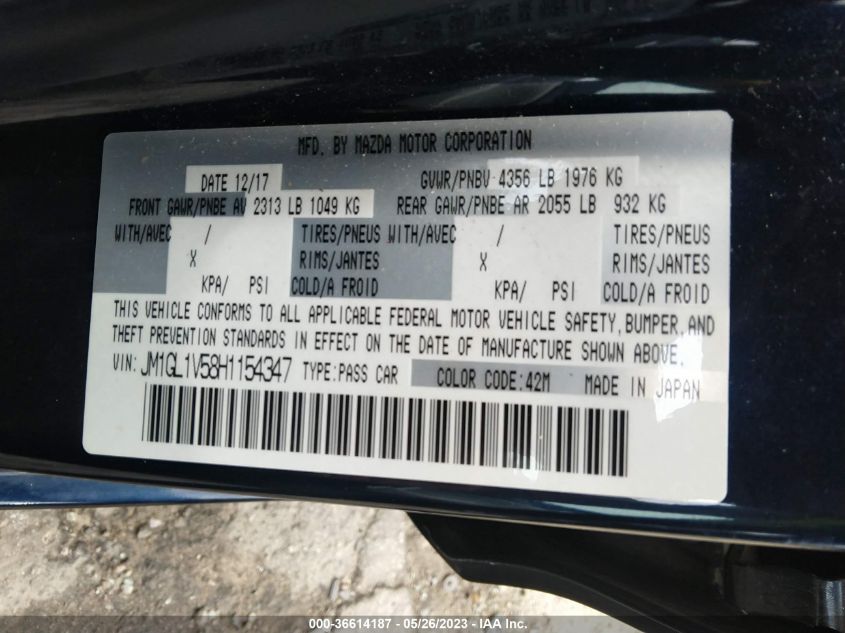 MFD. BY MAZDA MOTOR CORPORATION
DATE 12/17 GVWR/PNBV 4356 LB 1976 KG
FRONT GAWR/PNBE AV 2313 LB 1049 KG REAR GAWR/PNBE AR 2055 LB 932 KG
WITH/AVEC / TIRES/PNEUS WITH/AVEC / TIRES/PNEUS
X RIMS/JANTES X RIMS/JANTES
KPA/ PSI COLD/A FROID KPA/ PSI COLD/A FROID
THIS VEHICLE CONFORMS TO ALL APPLICABLE FEDERAL MOTOR VEHICLE SAFETY, BUMPER, AND
THEFT PREVENTION STANDARDS IN EFFECT ON THE DATE OF MANUFACTURE SHOWN ABOVE.
VIN: JM1GL1V58H1154347 TYPE:PASS CAR COLOR CODE:42M MADE IN JAPAN
000-36614187 - 05/26/2023 - IAA Inc.